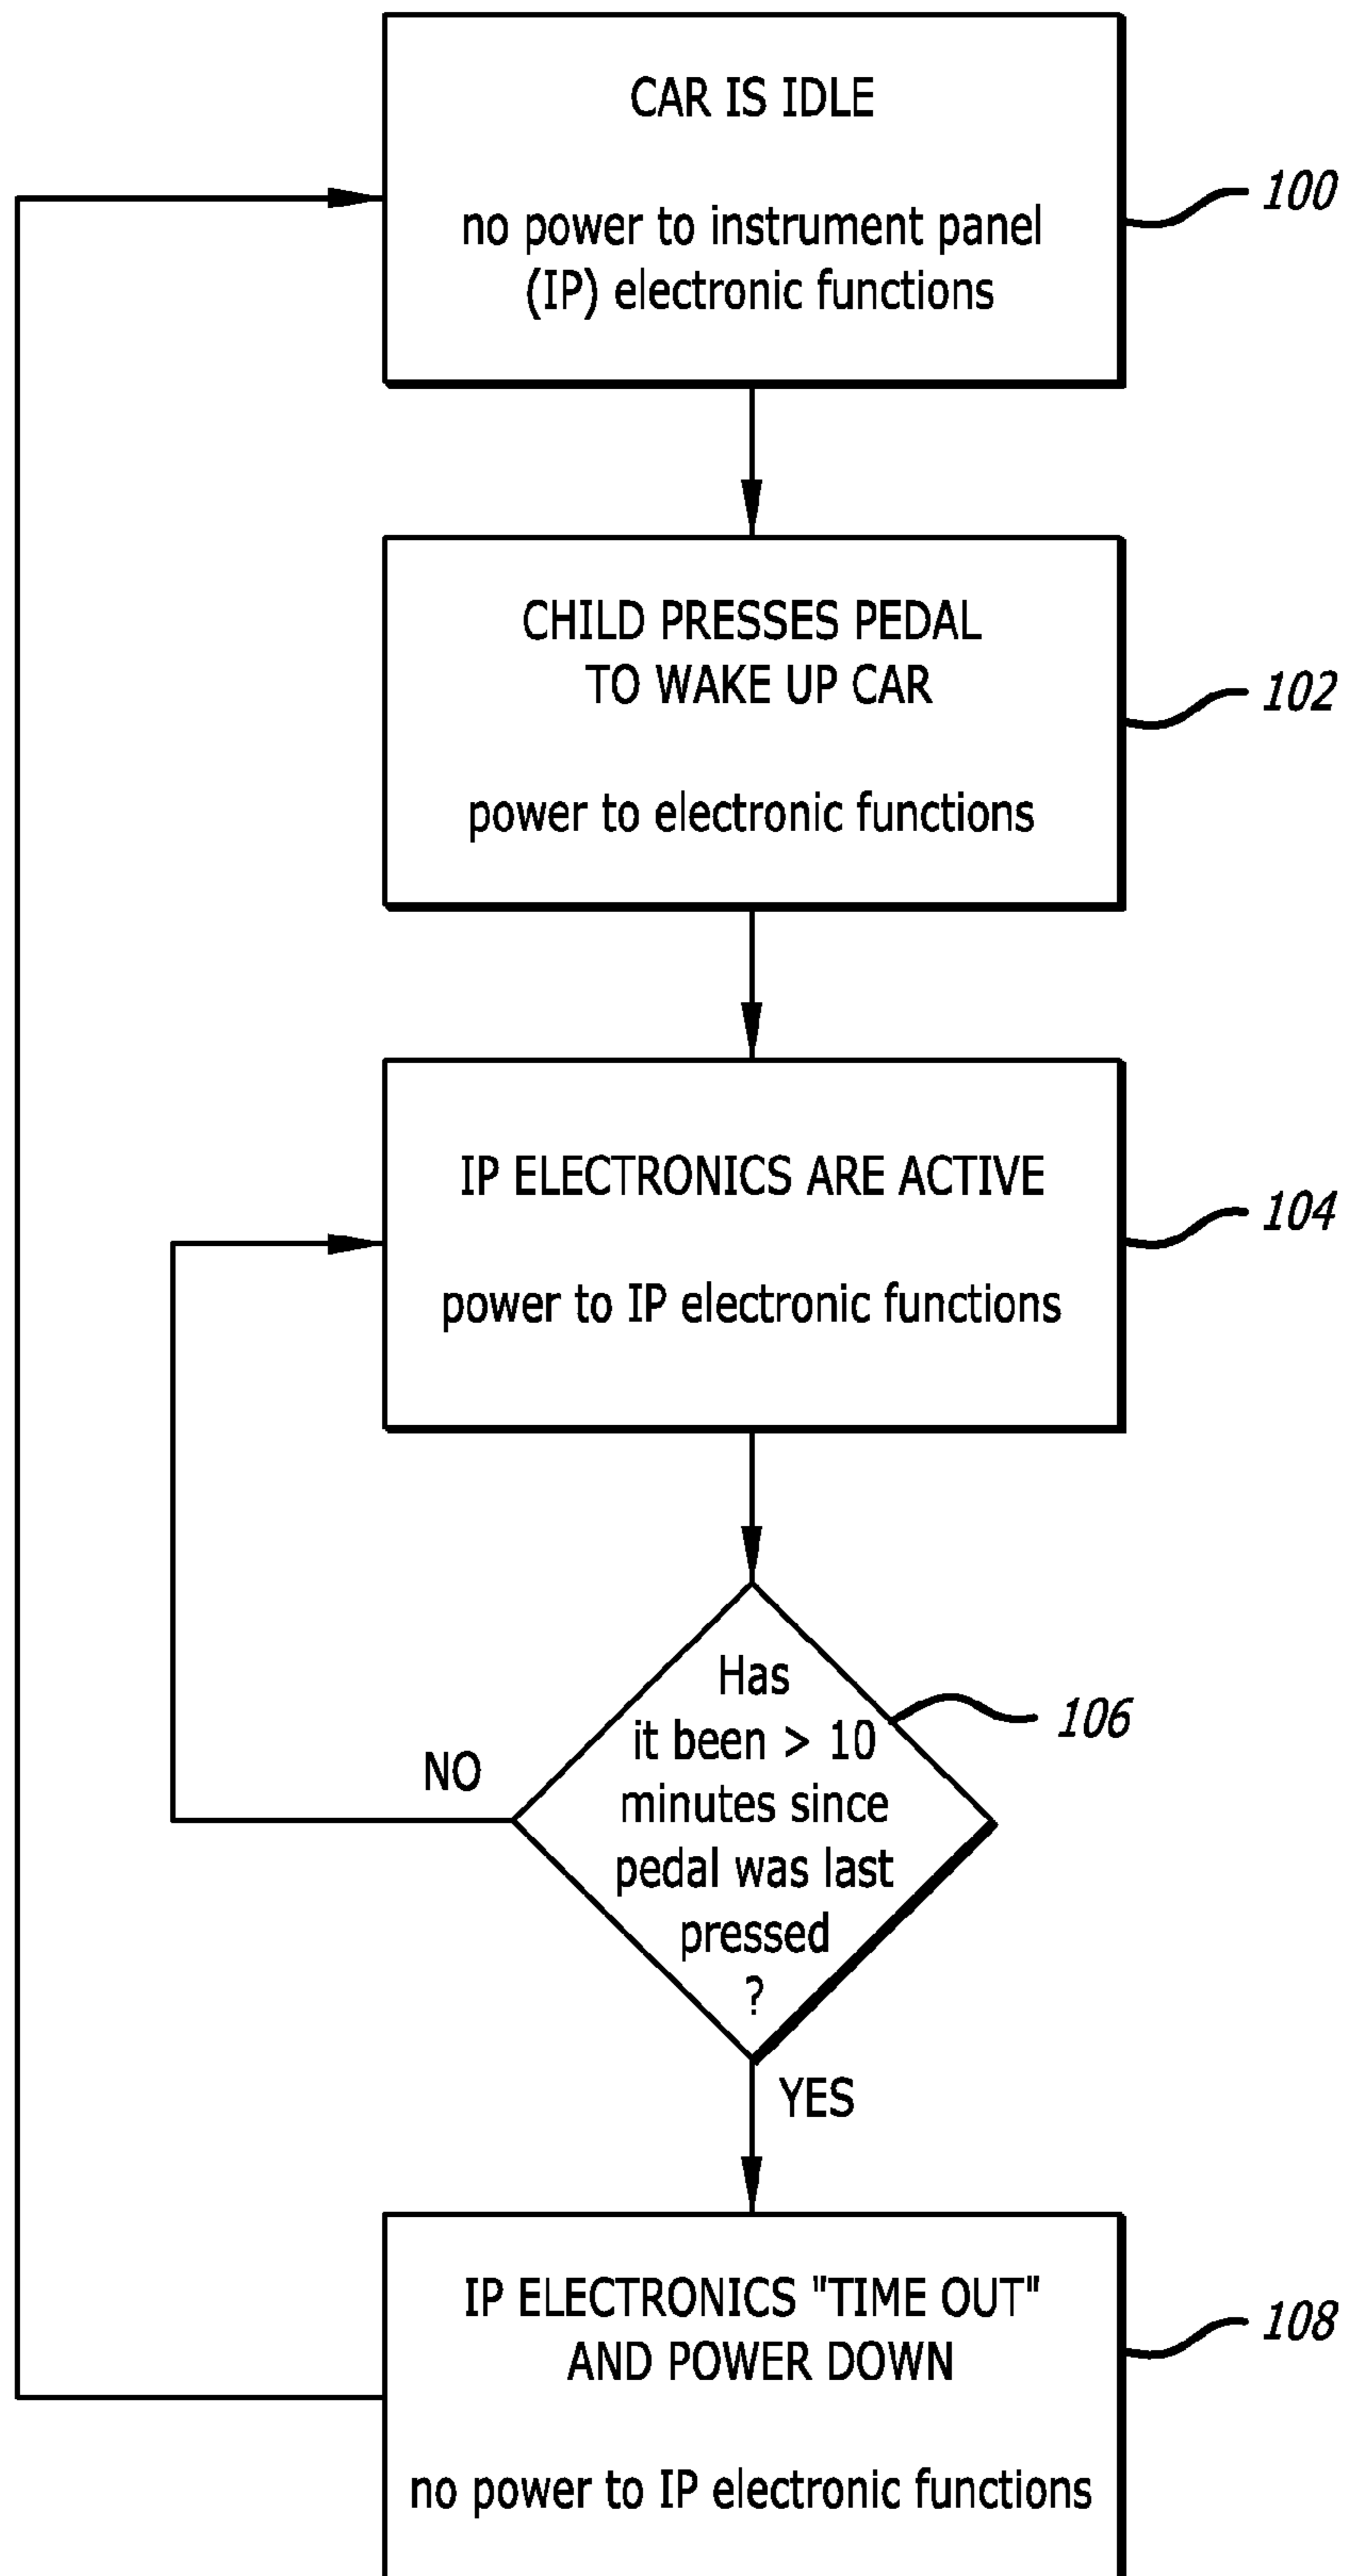 CAR IS IDLE
no power to instrument panel
(IP) electronic functions
100
CHILD PRESSES PEDAL
TO WAKE UP CAR
power to electronic functions
102
IP ELECTRONICS ARE ACTIVE
power to IP electronic functions
104
Has
it been > 10
minutes since
pedal was last
pressed
?
106
NO
YES
IP ELECTRONICS "TIME OUT"
AND POWER DOWN
no power to IP electronic functions
108